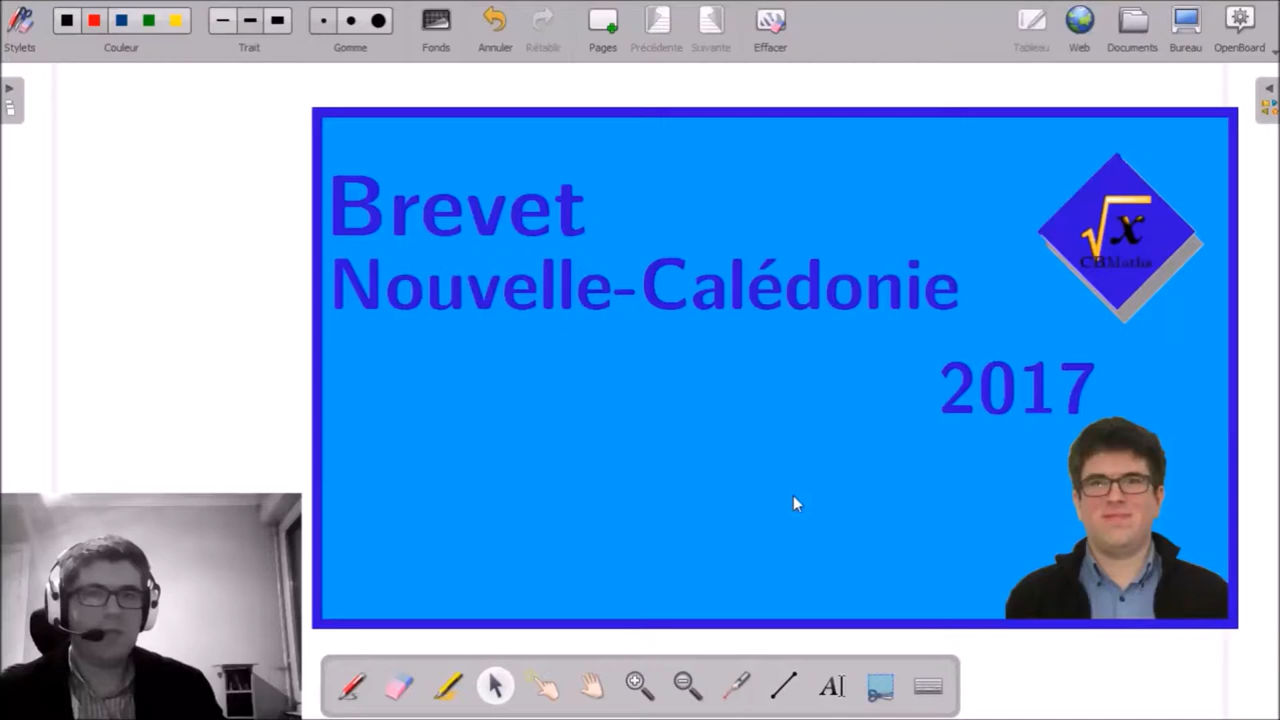 Stylets
Couleur
Trait
Gomme
Fonds
Annuler
Rétablir
Pages
Précédente
Suivante
Effacer
Tableau
Web
Documents
Bureau
OpenBoard
Brevet
Nouvelle-Calédonie
2017
√x
CBMaths
AI